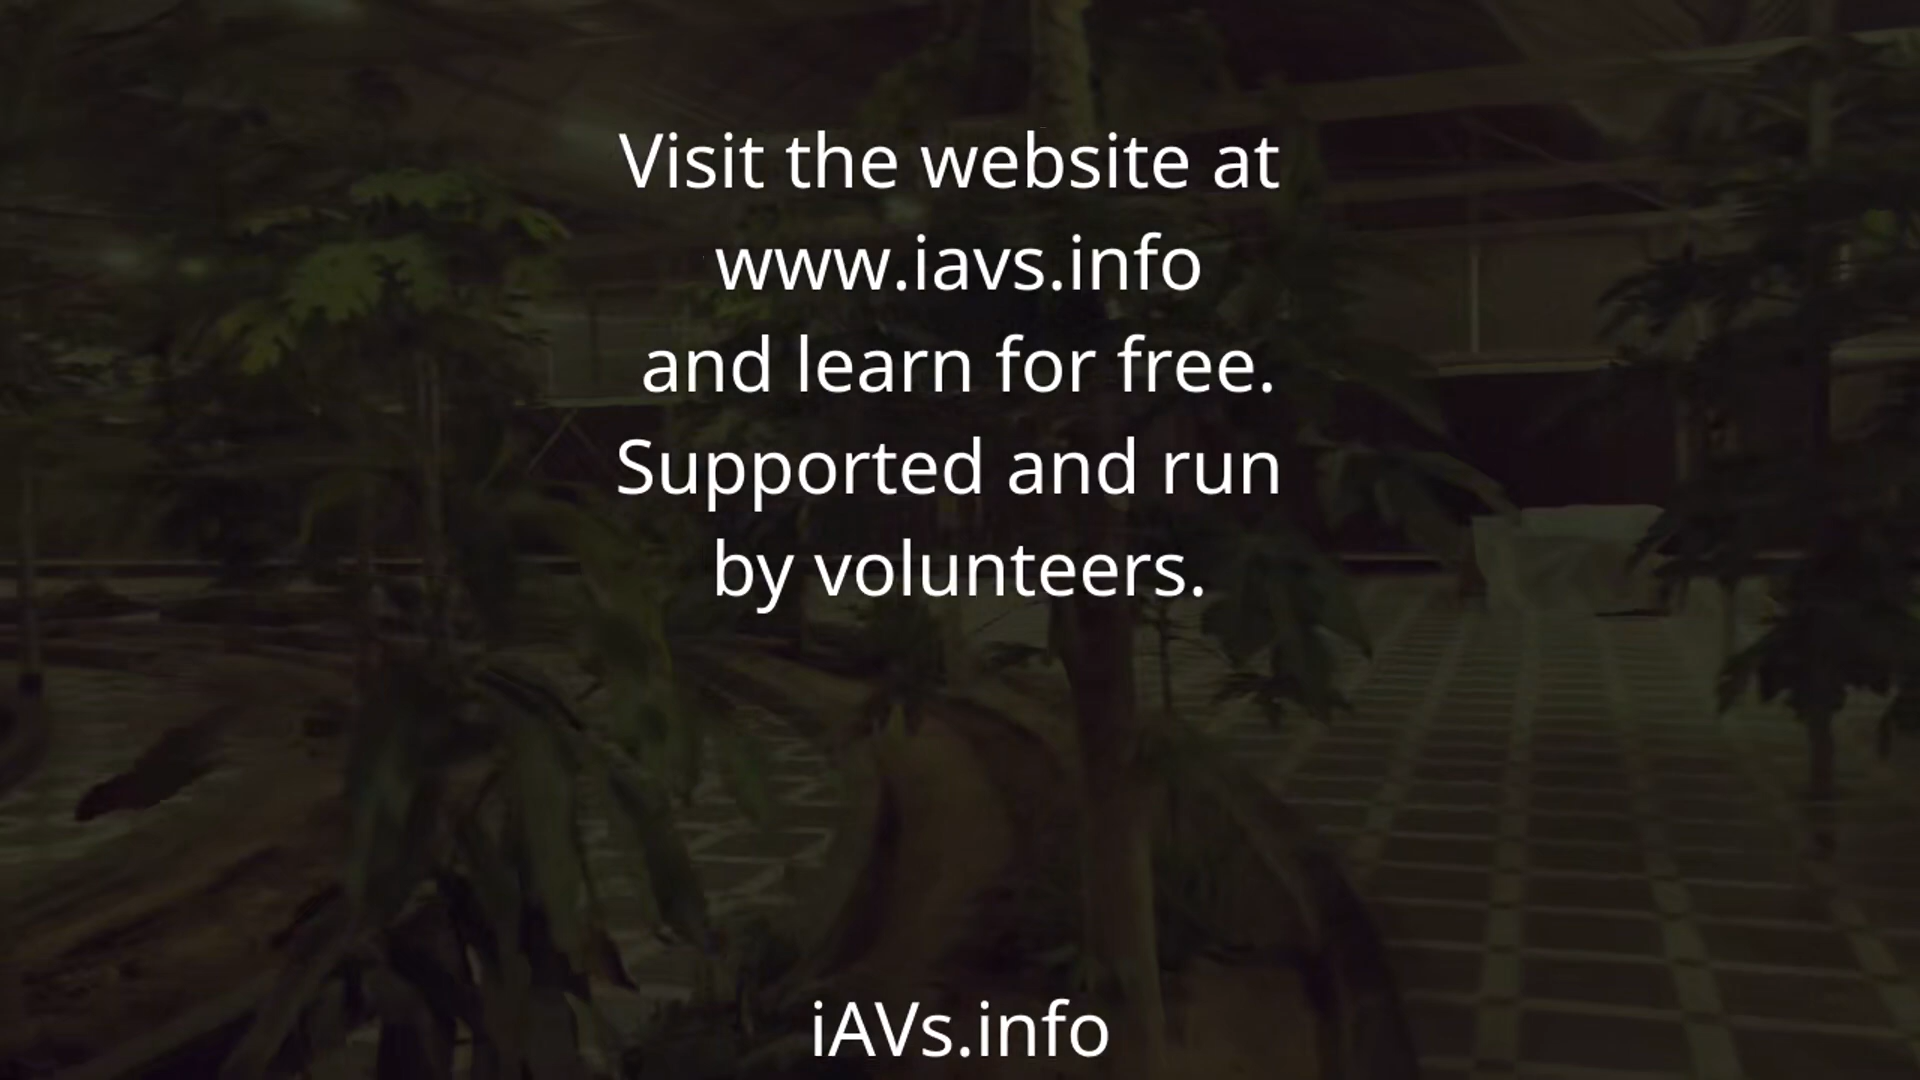 Visit the website at
www.iavs.info
and learn for free.
Supported and run
by volunteers.
iAVs.info